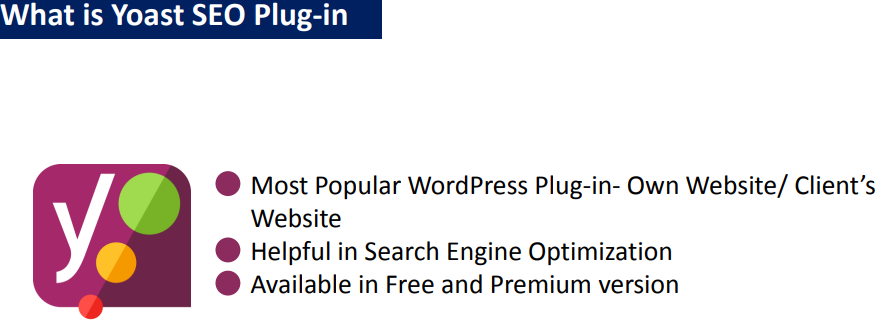 What is Yoast SEO Plug-in
y
Most Popular WordPress Plug-in- Own Website/ Client’s
Website
Helpful in Search Engine Optimization
Available in Free and Premium version